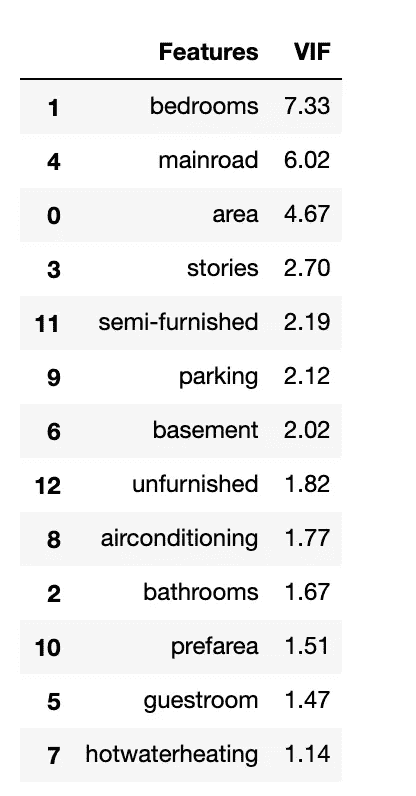 Features VIF
1 bedrooms 7.33
4 mainroad 6.02
0 area 4.67
3 stories 2.70
11 semi-furnished 2.19
9 parking 2.12
6 basement 2.02
12 unfurnished 1.82
8 airconditioning 1.77
2 bathrooms 1.67
10 prefarea 1.51
5 guestroom 1.47
7 hotwaterheating 1.14